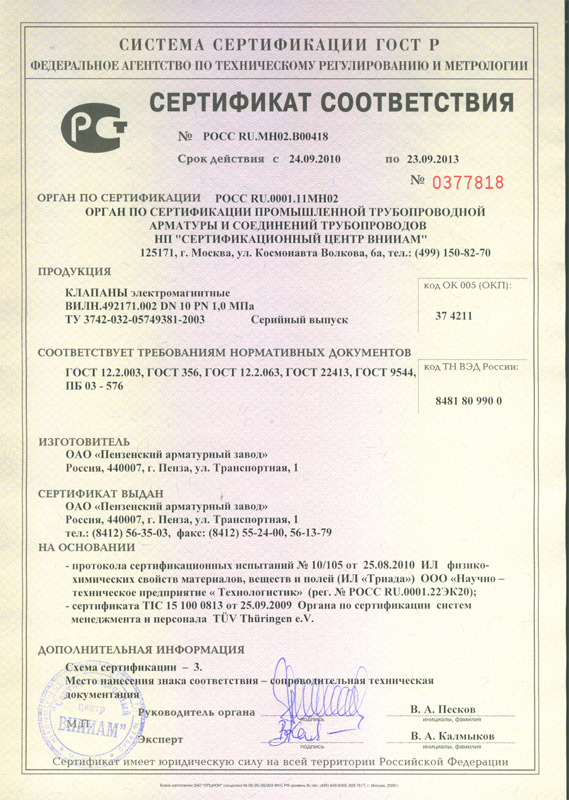 СИСТЕМА СЕРТИФИКАЦИИ ГОСТ Р
ФЕДЕРАЛЬНОЕ АГЕНТСТВО ПО ТЕХНИЧЕСКОМУ РЕГУЛИРОВАНИЮ И МЕТРОЛОГИИ
СЕРТИФИКАТ СООТВЕТСТВИЯ
№ РОСС RU.МН02.В00418
Срок действия с 24.09.2010 по 23.09.2013
№ 0377818
ОРГАН ПО СЕРТИФИКАЦИИ РОСС RU.0001.11МН02
ОРГАН ПО СЕРТИФИКАЦИИ ПРОМЫШЛЕННОЙ ТРУБОПРОВОДНОЙ
АРМАТУРЫ И СОЕДИНЕНИЙ ТРУБОПРОВОДОВ
НП "СЕРТИФИКАЦИОННЫЙ ЦЕНТР ВНИИАМ"
125171, г. Москва, ул. Космонавта Волкова, 6а, тел.: (499) 150-82-70
ПРОДУКЦИЯ
КЛАПАНЫ электромагнитные
ВИЛН.492171.002 DN 10 PN 1,0 МПа
ТУ 3742-032-05749381-2003 Серийный выпуск
код ОК 005 (ОКП):
37 4211
СООТВЕТСТВУЕТ ТРЕБОВАНИЯМ НОРМАТИВНЫХ ДОКУМЕНТОВ
ГОСТ 12.2.003, ГОСТ 356, ГОСТ 12.2.063, ГОСТ 22413, ГОСТ 9544,
ПБ 03 - 576
код ТН ВЭД России:
8481 80 990 0
ИЗГОТОВИТЕЛЬ
ОАО «Пензенский арматурный завод»
Россия, 440007, г. Пенза, ул. Транспортная, 1
СЕРТИФИКАТ ВЫДАН
ОАО «Пензенский арматурный завод»
Россия, 440007, г. Пенза, ул. Транспортная, 1
тел.: (8412) 56-35-03, факс: (8412) 55-24-00, 56-13-79
НА ОСНОВАНИИ
- протокола сертификационных испытаний № 10/105 от 25.08.2010 ИЛ физико-
химических свойств материалов, веществ и полей (ИЛ «Триада») ООО «Научно –
техническое предприятие « Технологистик» (рег. № РОСС RU.0001.22ЭК20);
- сертификата TIC 15 100 0813 от 25.09.2009 Органа по сертификации систем
менеджмента и персонала TÜV Thüringen e.V.
ДОПОЛНИТЕЛЬНАЯ ИНФОРМАЦИЯ
Схема сертификации – 3.
Место нанесения знака соответствия – сопроводительная техническая
документация
Руководитель органа
подпись
В. А. Песков
инициалы, фамилия
М.П.
центр
ВНИИАМ"
Эксперт
подпись
В. А. Калмыков
инициалы, фамилия
Сертификат имеет юридическую силу на всей территории Российской Федерации